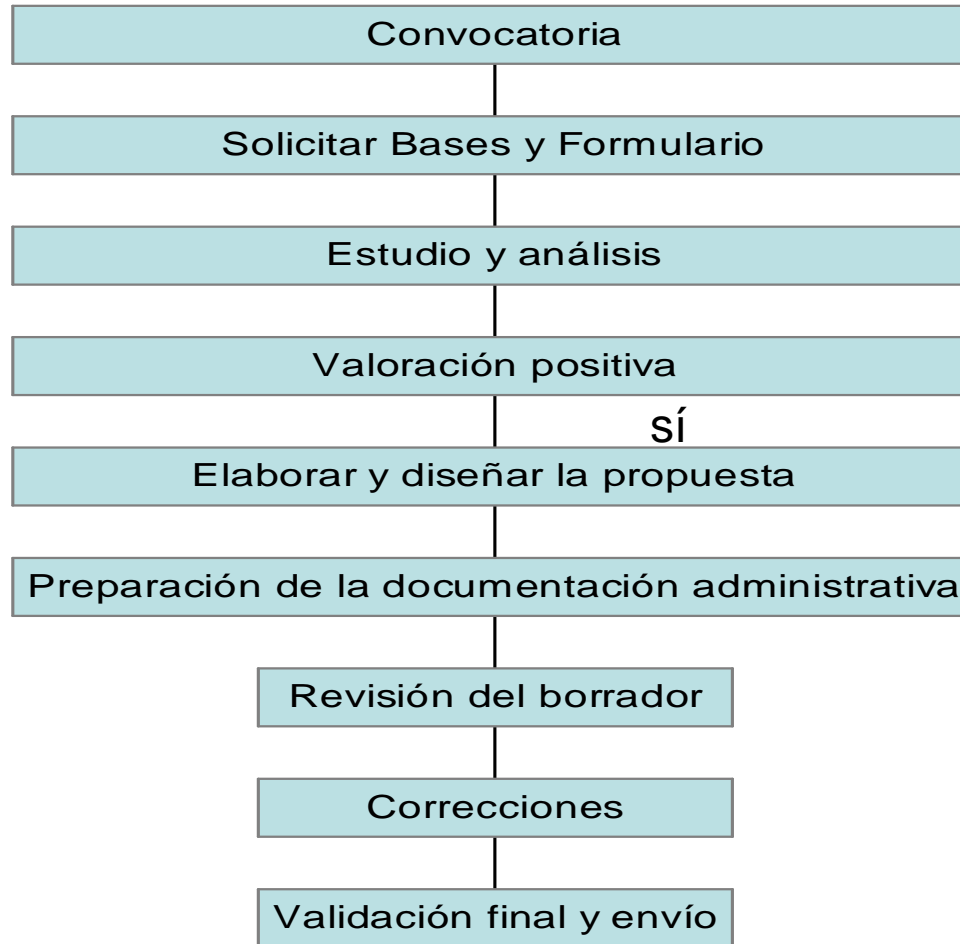 Convocatoria
Solicitar Bases y Formulario
Estudio y análisis
Valoración positiva
sí
Elaborar y diseñar la propuesta
Preparación de la documentación administrativa
Revisión del borrador
Correcciones
Validación final y envío